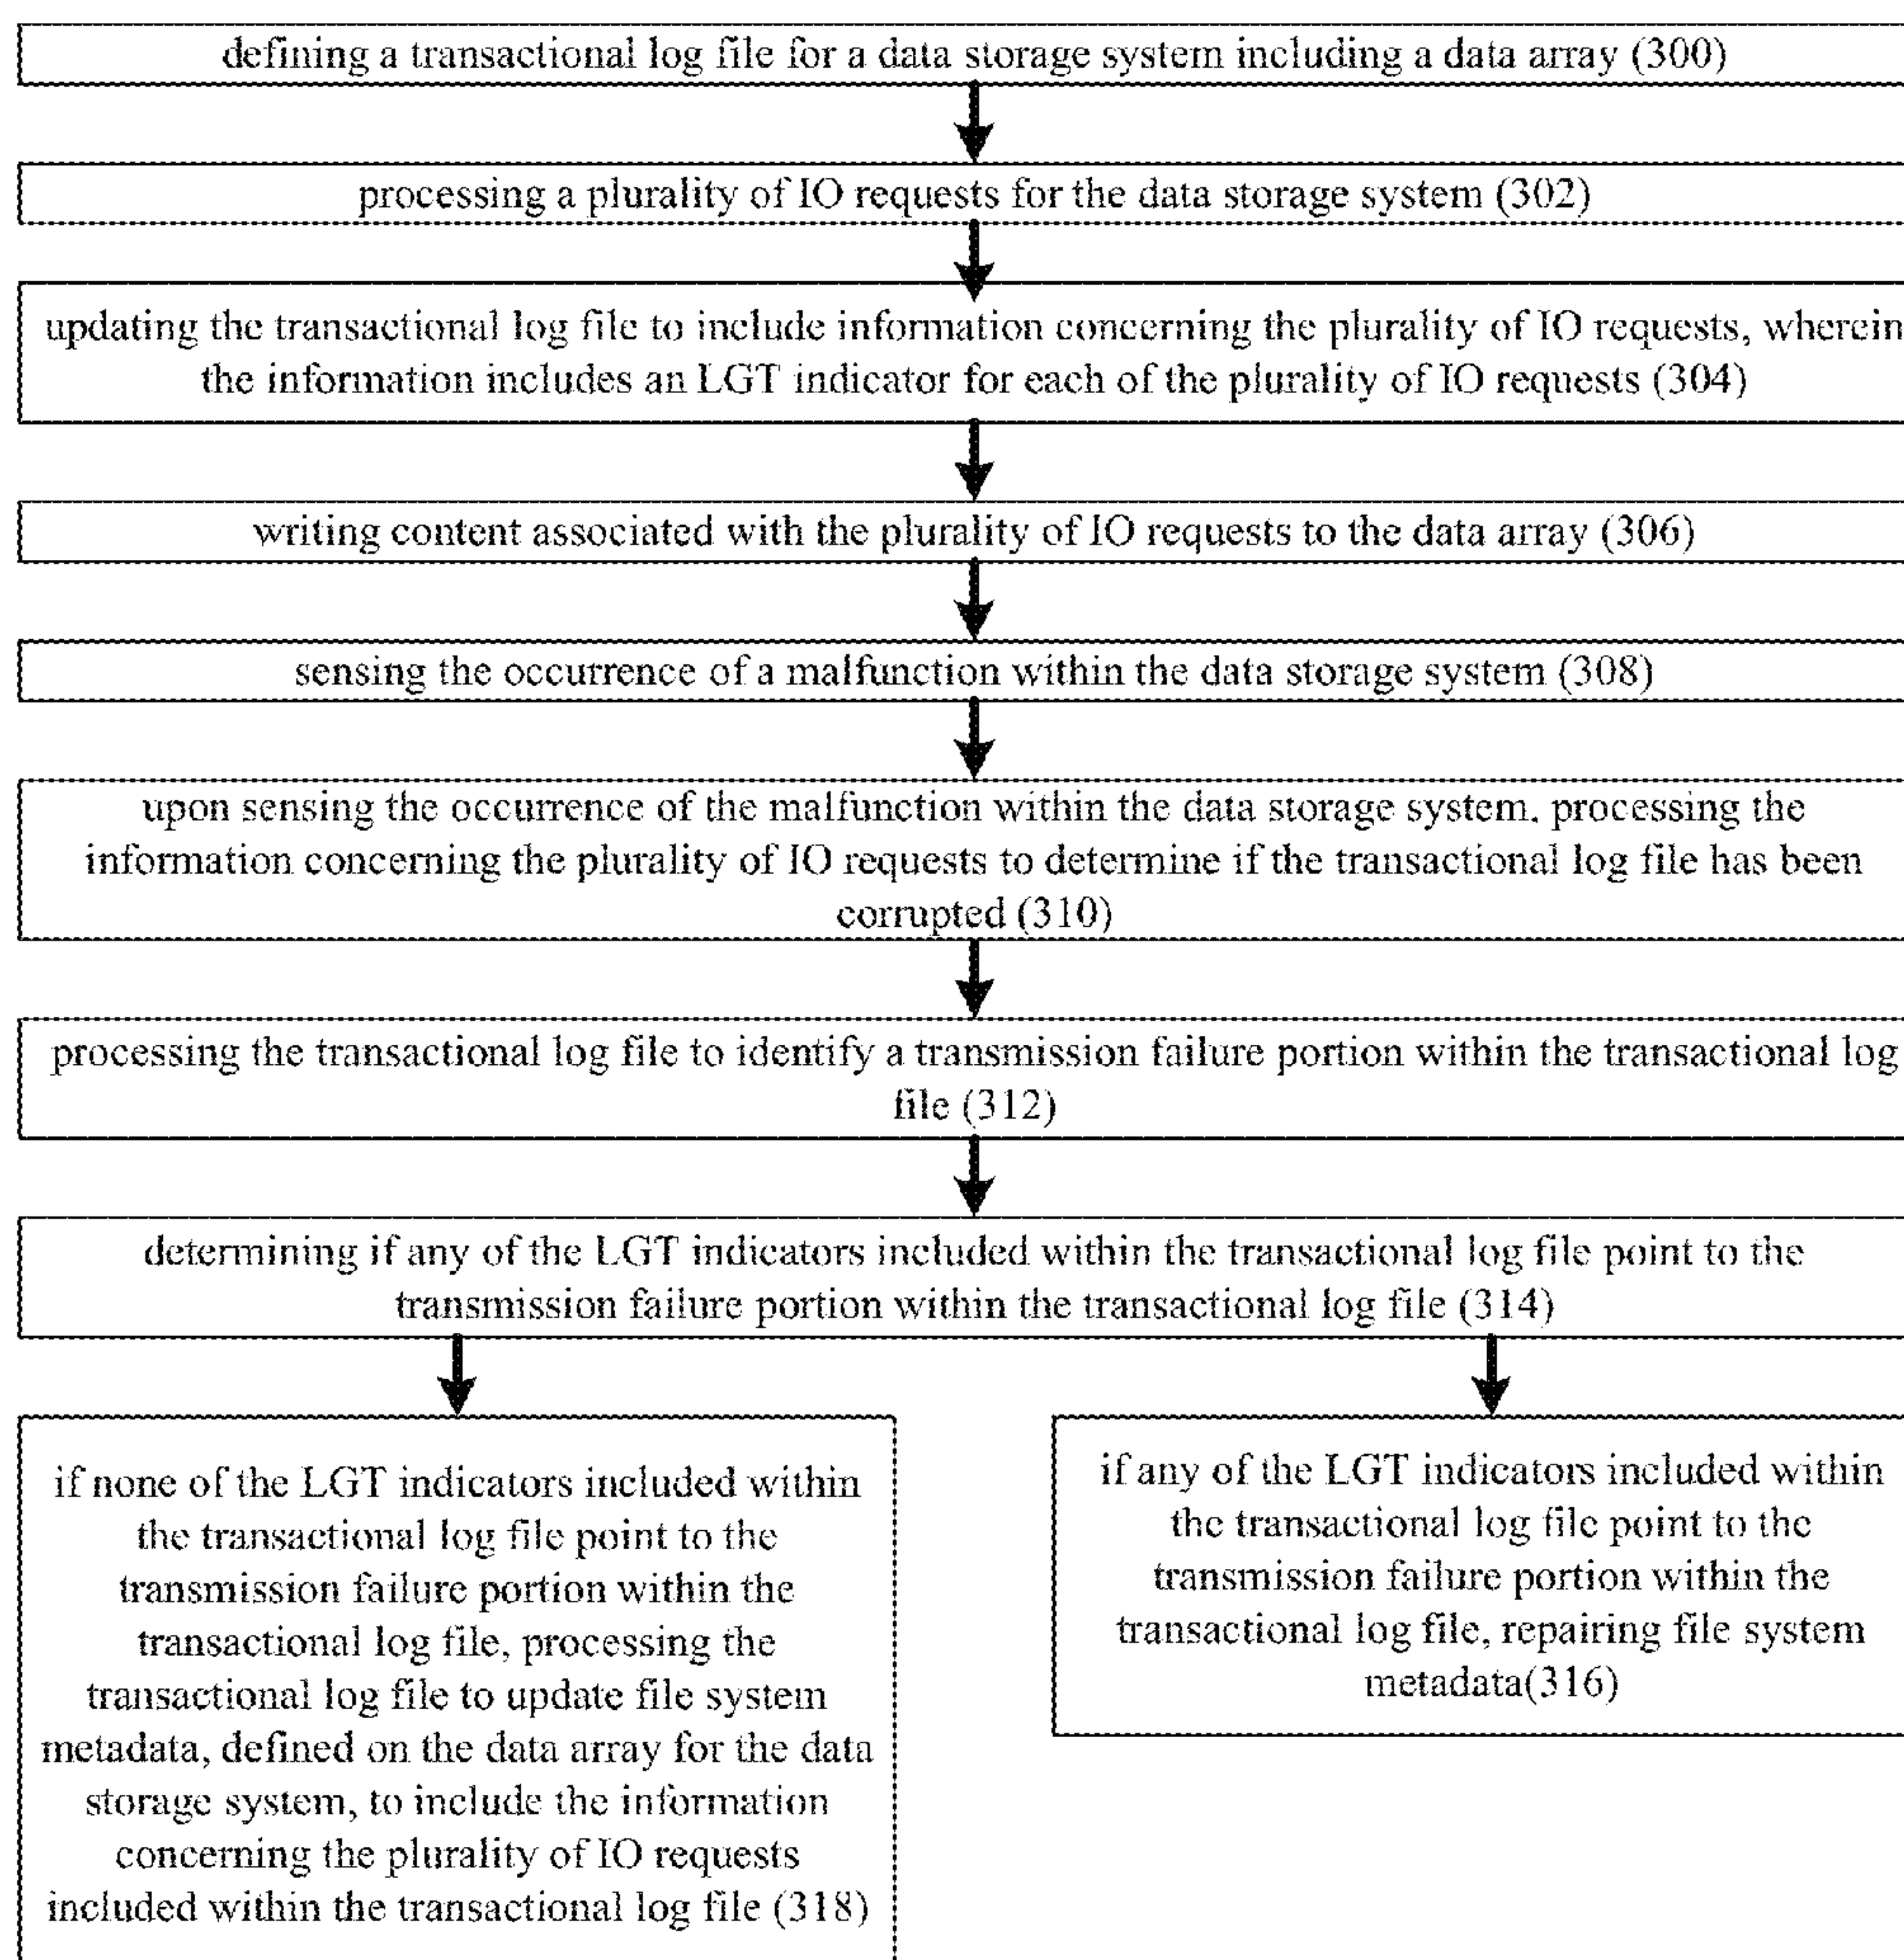 defining a transactional log file for a data storage system including a data array (300)
processing a plurality of IO requests for the data storage system (302)
updating the transactional log file to include information concerning the plurality of IO requests, wherein
the information includes an LGT indicator for each of the plurality of IO requests (304)
writing content associated with the plurality of IO requests to the data array (306)
sensing the occurrence of a malfunction within the data storage system (308)
upon sensing the occurrence of the malfunction within the data storage system, processing the
information concerning the plurality of IO requests to determine if the transactional log file has been
corrupted (310)
processing the transactional log file to identify a transmission failure portion within the transactional log
file (312)
determining if any of the LGT indicators included within the transactional log file point to the
transmission failure portion within the transactional log file (314)
if none of the LGT indicators included within
the transactional log file point to the
transmission failure portion within the
transactional log file, processing the
transactional log file to update file system
metadata, defined on the data array for the data
storage system, to include the information
concerning the plurality of IO requests
included within the transactional log file (318)
if any of the LGT indicators included within
the transactional log file point to the
transmission failure portion within the
transactional log file, repairing file system
metadata(316)